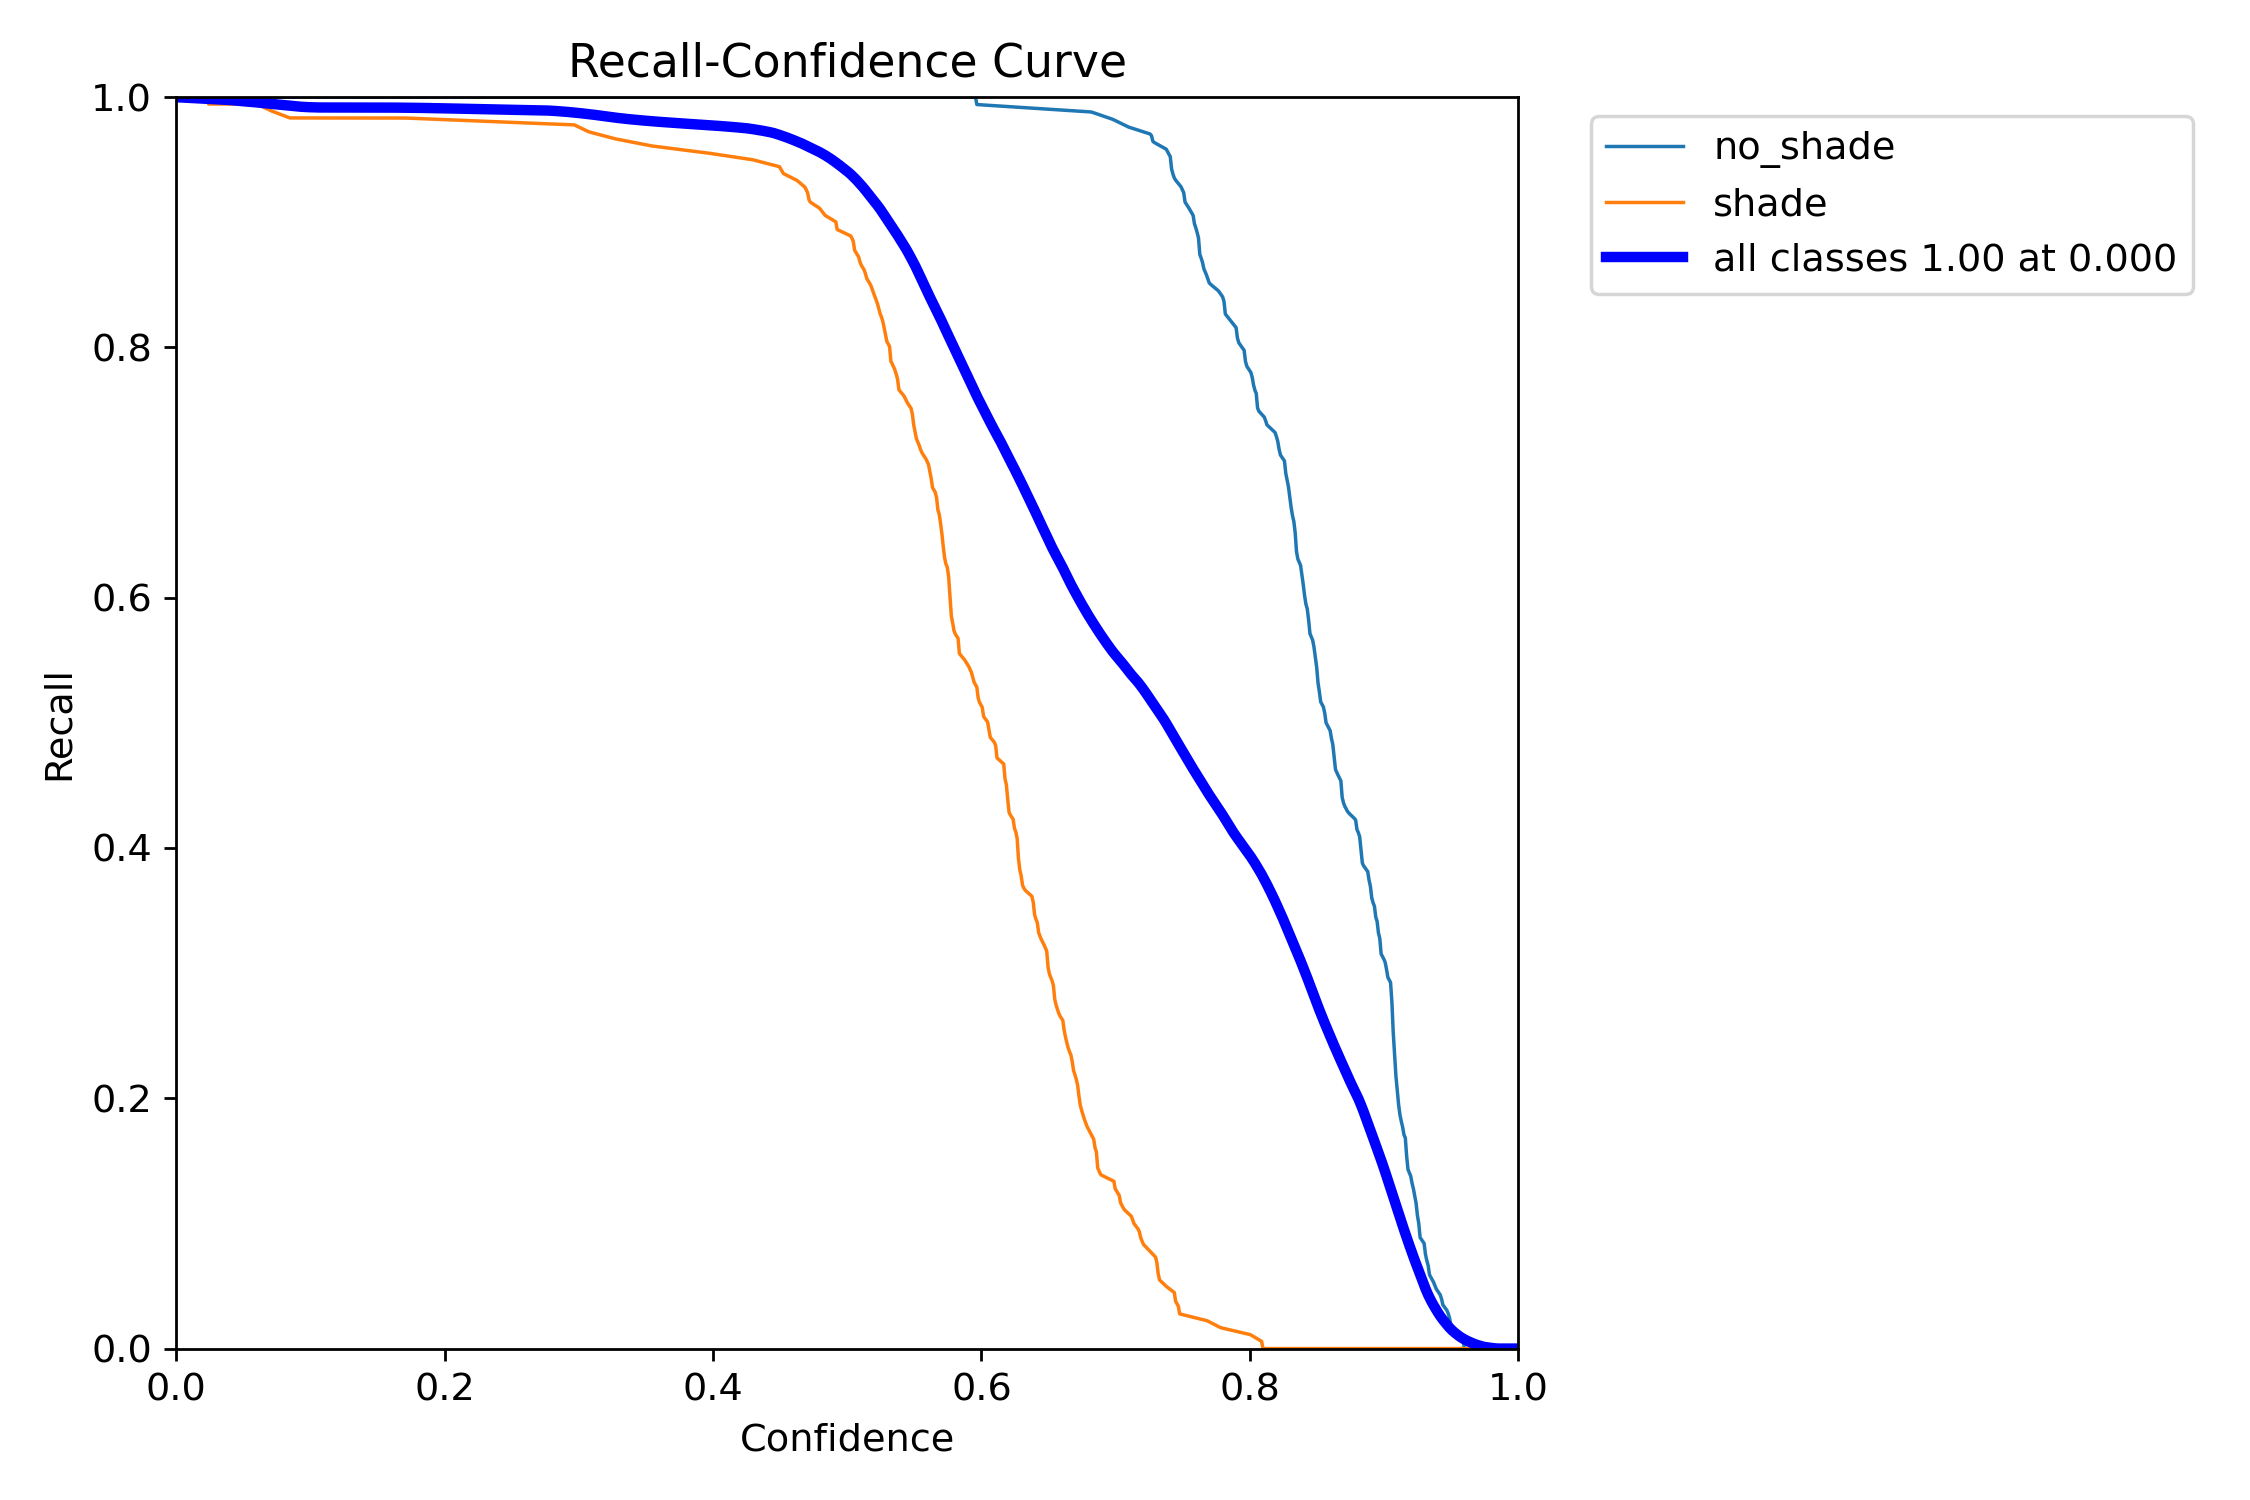 Recall-Confidence Curve
1.0
0.8
0.6
0.4
0.2
0.0
Recall
0.0 0.2 0.4 0.6 0.8 1.0
Confidence
no_shade
shade
all classes 1.00 at 0.000